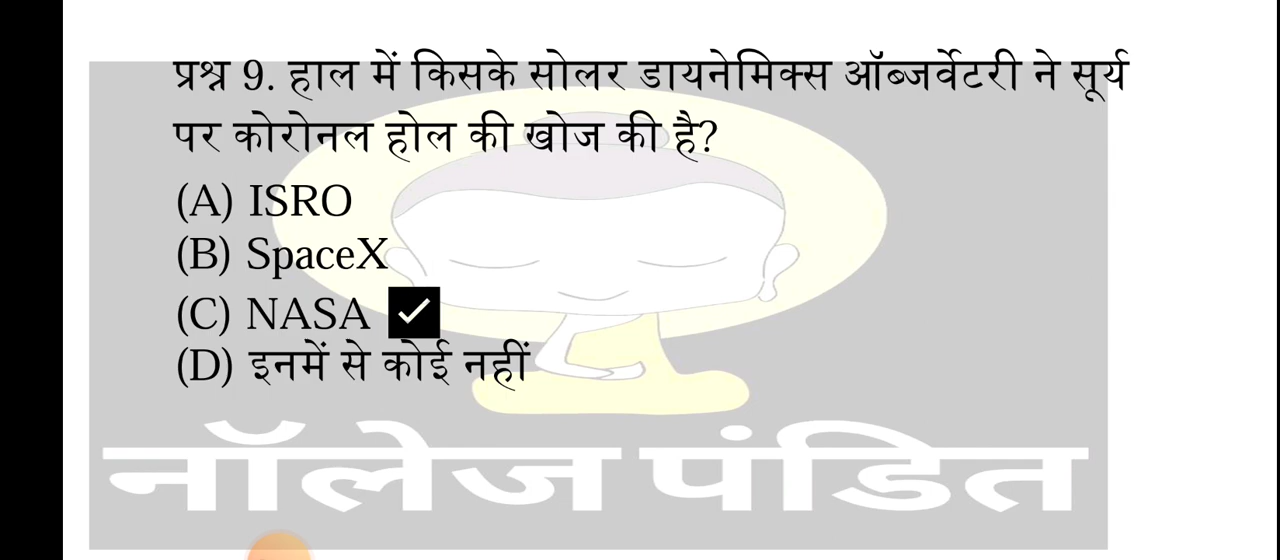 प्रश्न 9. हाल में किसके सोलर डायनेमिक्स ऑब्जर्वेटरी ने सूर्य
पर कोरोनल होल की खोज की है?
(A) ISRO
(B) SpaceX
(C) NASA ✓
(D) इनमें से कोई नहीं
नॉलेज पंडित